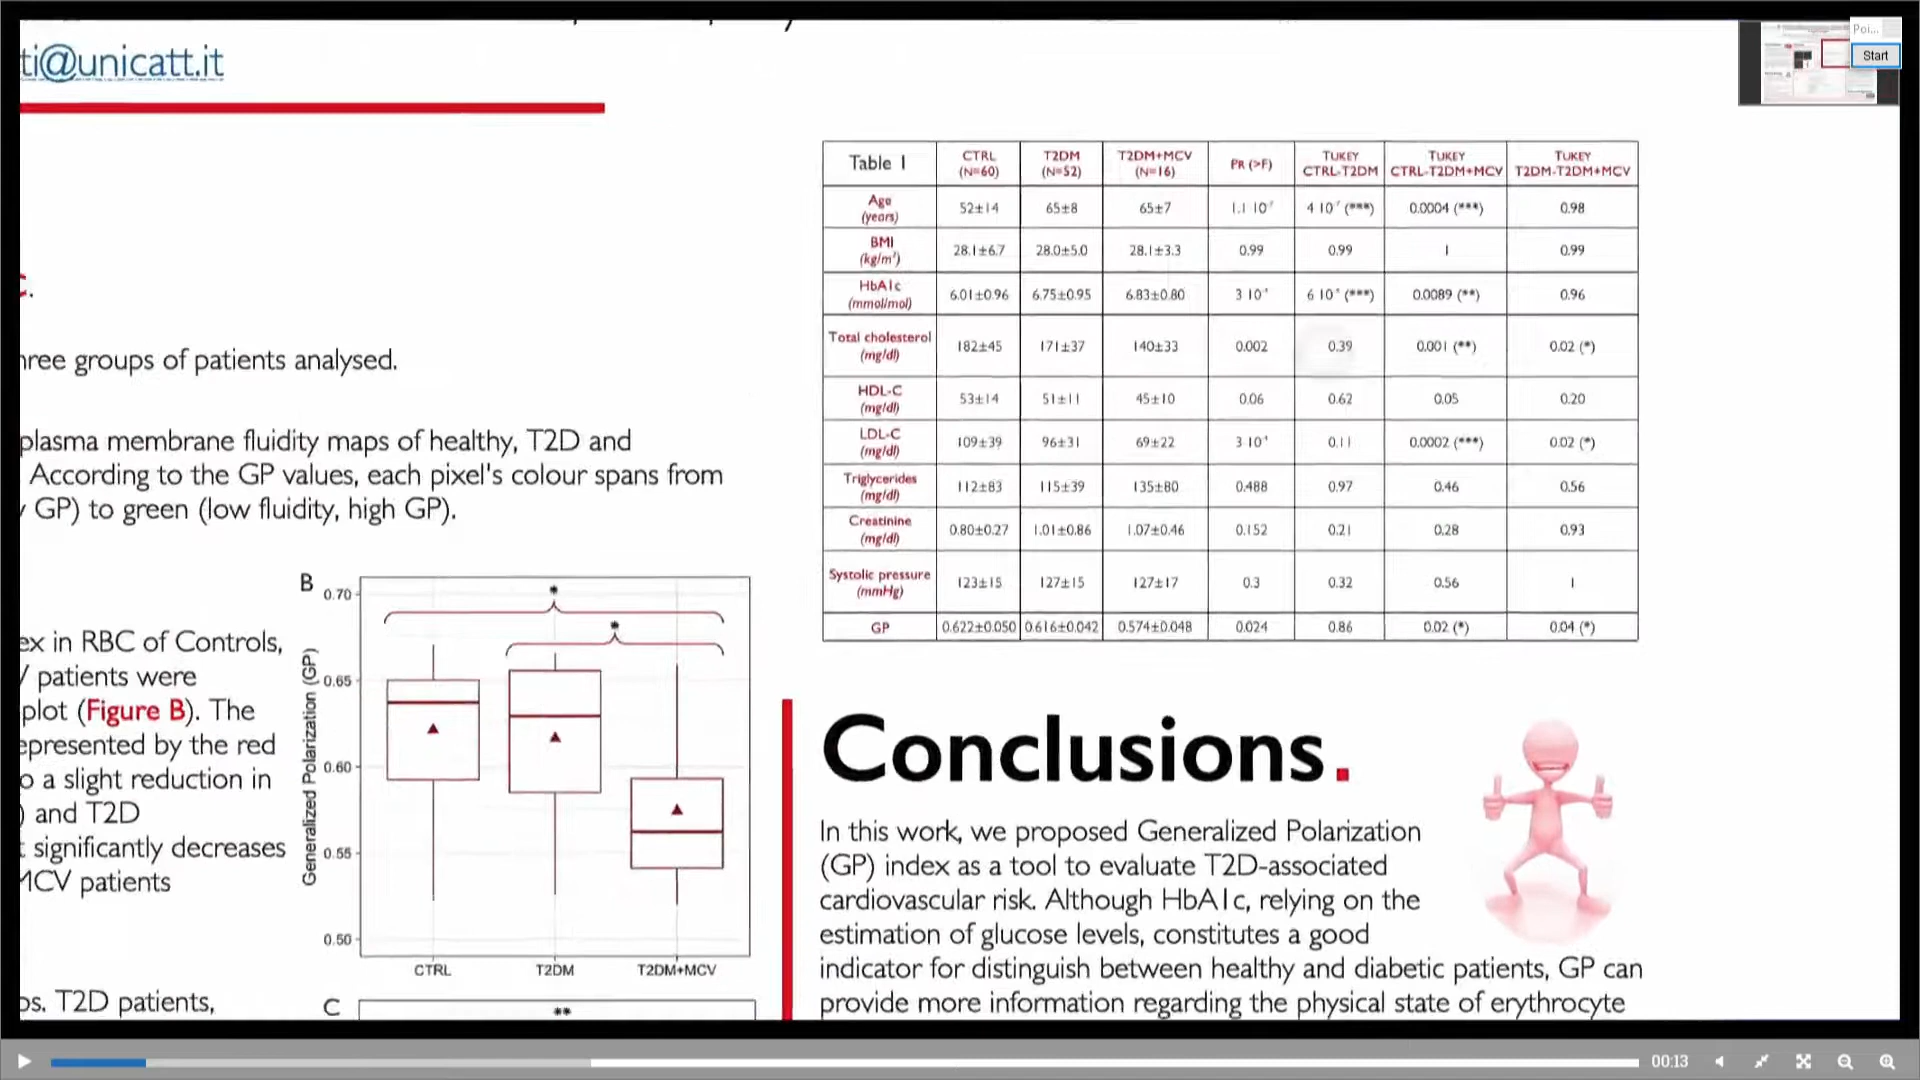 ti@unicatt.it
Poi...
Start
hree groups of patients analysed.
plasma membrane fluidity maps of healthy, T2D and
According to the GP values, each pixel's colour spans from
GP) to green (low fluidity, high GP).
ex in RBC of Controls,
patients were
plot (Figure B). The
epresented by the red
o a slight reduction in
) and T2D
significantly decreases
MCV patients
os. T2D patients,
B
Generalized Polarization (GP)
0.70
0.65
0.60
0.55
0.50
*
*
CTRL T2DM T2DM+MCV
C
**
Table 1 CTRL (N=60) T2DM (N=52) T2DM+MCV (N=16) PR (>F) TUKEY CTRL-T2DM TUKEY CTRL-T2DM+MCV TUKEY T2DM-T2DM+MCV
Age (years) 52±14 65±8 65±7 1.1 10 4 10 (***) 0.0004 (***) 0.98
BMI (kg/m²) 28.1±6.7 28.0±5.0 28.1±3.3 0.99 0.99 1 0.99
HbA1c (mmol/mol) 6.01±0.96 6.75±0.95 6.83±0.80 3 10 6 10 (***) 0.0089 (**) 0.96
Total cholesterol (mg/dl) 182±45 171±37 140±33 0.002 0.39 0.001 (**) 0.02 (*)
HDL-C (mg/dl) 53±14 51±11 45±10 0.06 0.62 0.05 0.20
LDL-C (mg/dl) 109±39 96±31 69±22 3 10 0.11 0.0002 (***) 0.02 (*)
Triglycerides (mg/dl) 112±83 115±39 135±80 0.488 0.97 0.46 0.56
Creatinine (mg/dl) 0.80±0.27 1.01±0.86 1.07±0.46 0.152 0.21 0.28 0.93
Systolic pressure (mmHg) 123±15 127±15 127±17 0.3 0.32 0.56 1
GP 0.622±0.050 0.616±0.042 0.574±0.048 0.024 0.86 0.02 (*) 0.04 (*)
Conclusions.
In this work, we proposed Generalized Polarization
(GP) index as a tool to evaluate T2D-associated
cardiovascular risk. Although HbA1c, relying on the
estimation of glucose levels, constitutes a good
indicator for distinguish between healthy and diabetic patients, GP can
provide more information regarding the physical state of erythrocyte
00:13